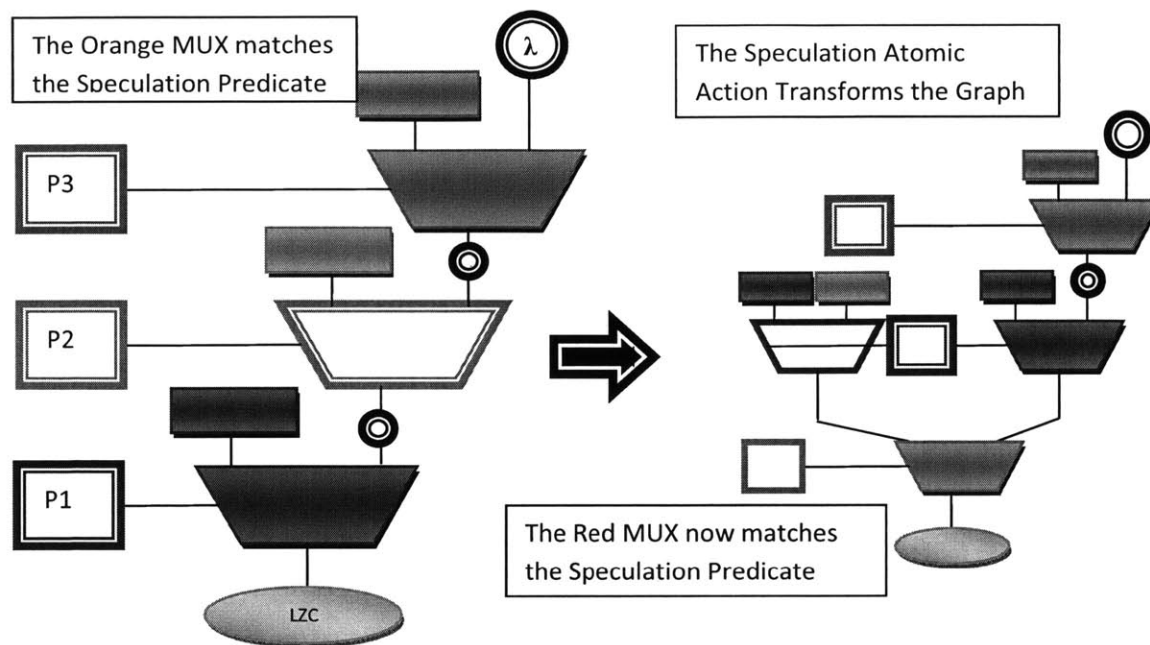 The Orange MUX matches
the Speculation Predicate
λ
The Speculation Atomic
Action Transforms the Graph
P3
P2
P1
The Red MUX now matches
the Speculation Predicate
LZC